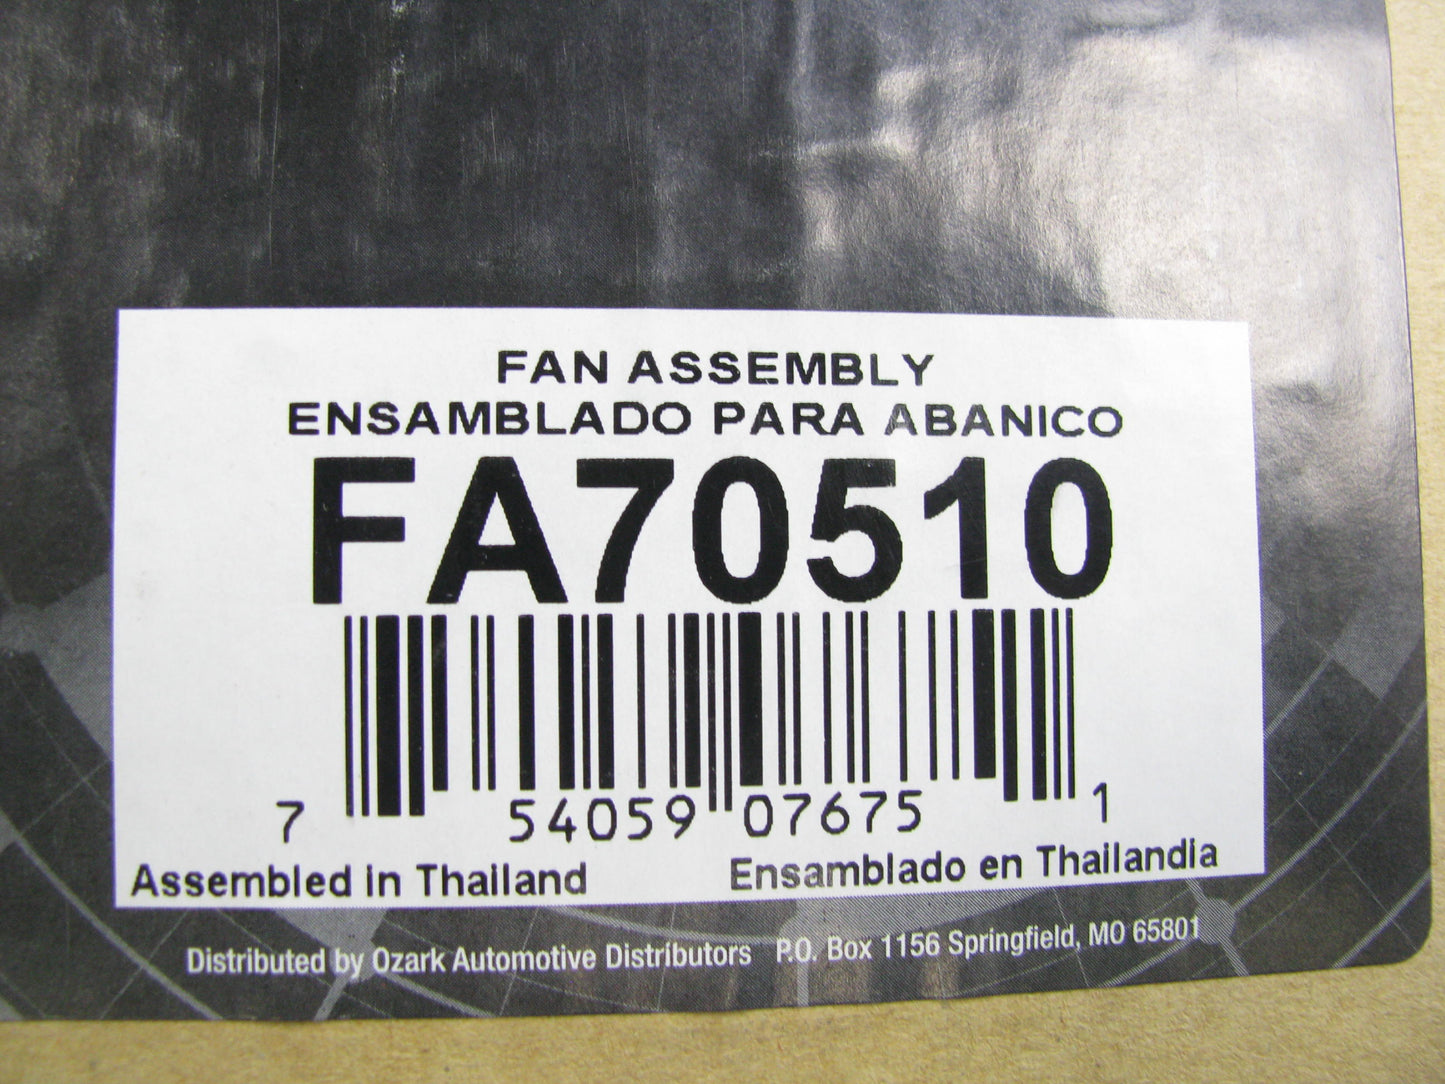 FAN ASSEMBLY
ENSAMBLADO PARA ABANICO
FA70510
7 54059 07675 1
Assembled in Thailand Ensamblado en Thailandia
Distributed by Ozark Automotive Distributors P.O. Box 1156 Springfield, MO 65801